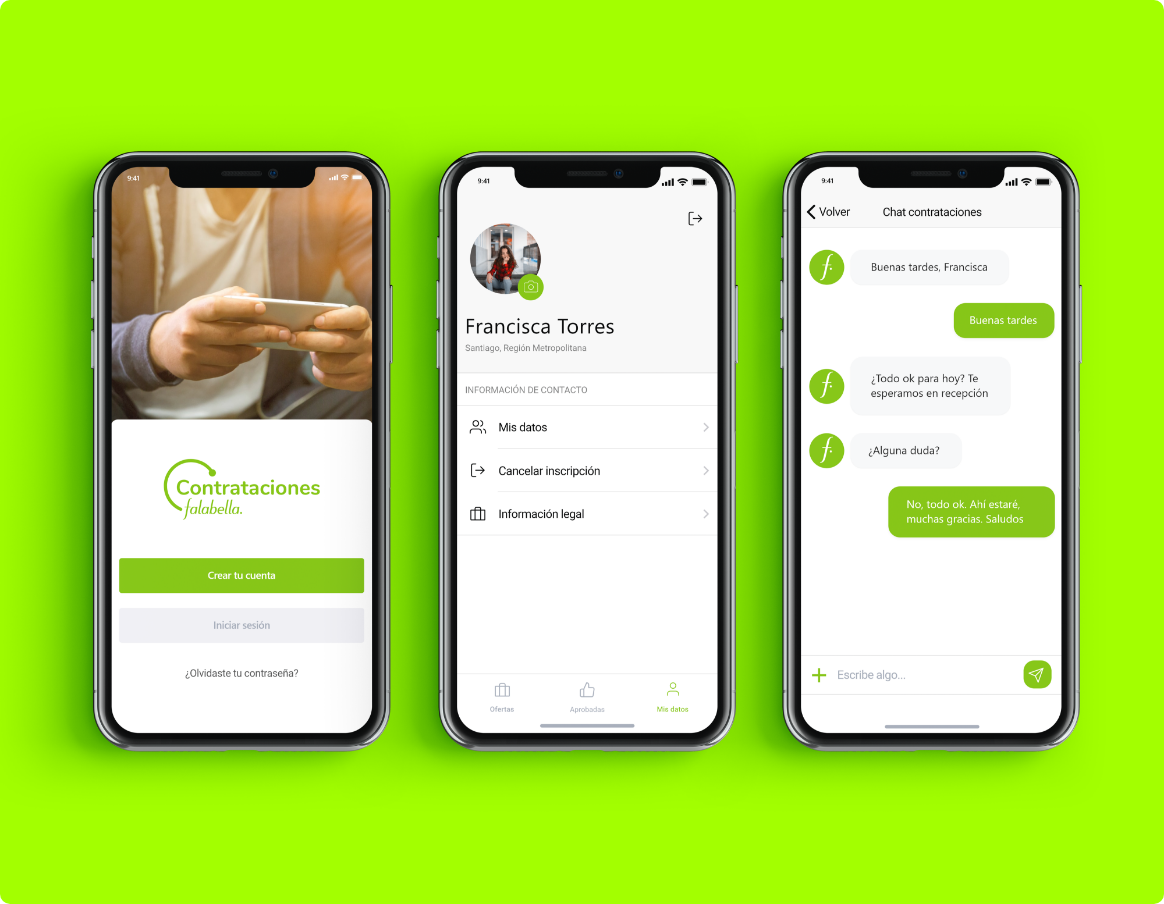 9:41
Contrataciones
falabella.
Crear tu cuenta
Iniciar sesión
¿Olvidaste tu contraseña?
9:41
Francisca Torres
Santiago, Región Metropolitana
INFORMACIÓN DE CONTACTO
Mis datos
Cancelar inscripción
Información legal
Ofertas
Aprobadas
Mis datos
9:41
Volver
Chat contrataciones
f.
Buenas tardes, Francisca
Buenas tardes
f.
¿Todo ok para hoy? Te
esperamos en recepción
f.
¿Alguna duda?
No, todo ok. Ahí estaré,
muchas gracias. Saludos
Escribe algo...